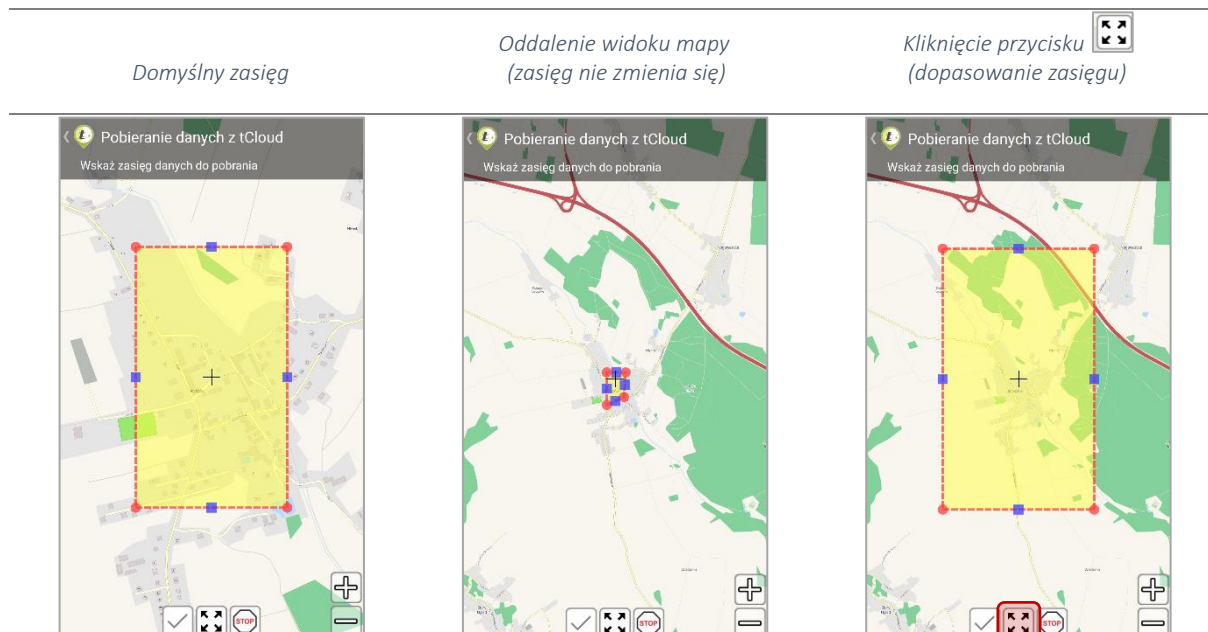 Domyślny zasięg
Oddalenie widoku mapy
(zasięg nie zmienia się)
Kliknięcie przycisku
(dopasowanie zasięgu)
Pobieranie danych z tCloud
Wskaż zasięg danych do pobrania
STOP
Pobieranie danych z tCloud
Wskaż zasięg danych do pobrania
STOP
Pobieranie danych z tCloud
Wskaż zasięg danych do pobrania
STOP